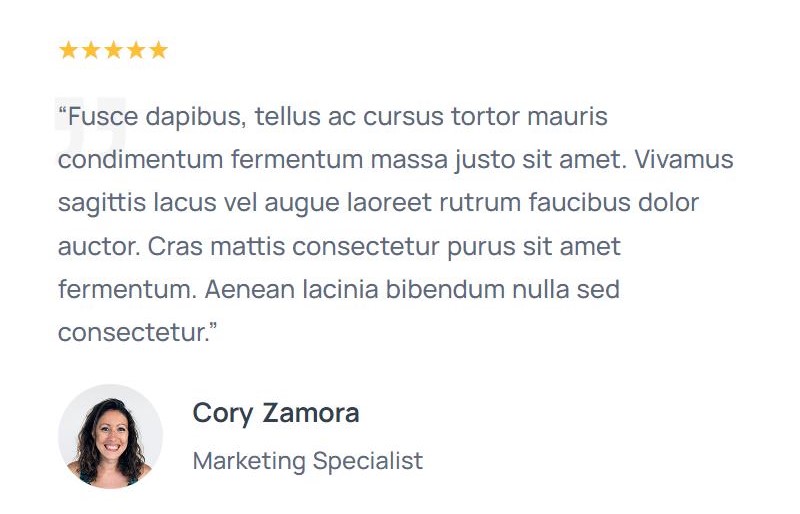 “Fusce dapibus, tellus ac cursus tortor mauris
condimentum fermentum massa justo sit amet. Vivamus
sagittis lacus vel augue laoreet rutrum faucibus dolor
auctor. Cras mattis consectetur purus sit amet
fermentum. Aenean lacinia bibendum nulla sed
consectetur.”
Cory Zamora
Marketing Specialist